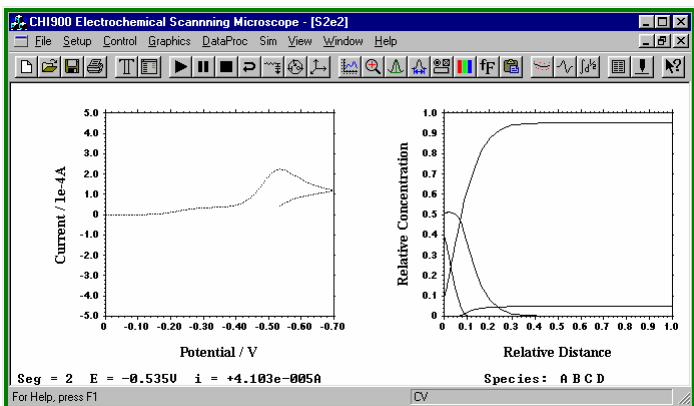 CHI900 Electrochemical Scannning Microscope - [S2e2]
File Setup Control Graphics DataProc Sim View Window Help
5.0
4.0
3.0
2.0
1.0
0
-1.0
-2.0
-3.0
-4.0
-5.0
Current / 1e-4A
0 -0.10 -0.20 -0.30 -0.40 -0.50 -0.60 -0.70
Potential / V
1.0
0.9
0.8
0.7
0.6
0.5
0.4
0.3
0.2
0.1
0
Relative Concentration
0 0.1 0.2 0.3 0.4 0.5 0.6 0.7 0.8 0.9 1.0
Relative Distance
Seg = 2 E = -0.535V i = +4.103e-005A
Species: A B C D
For Help, press F1
CV